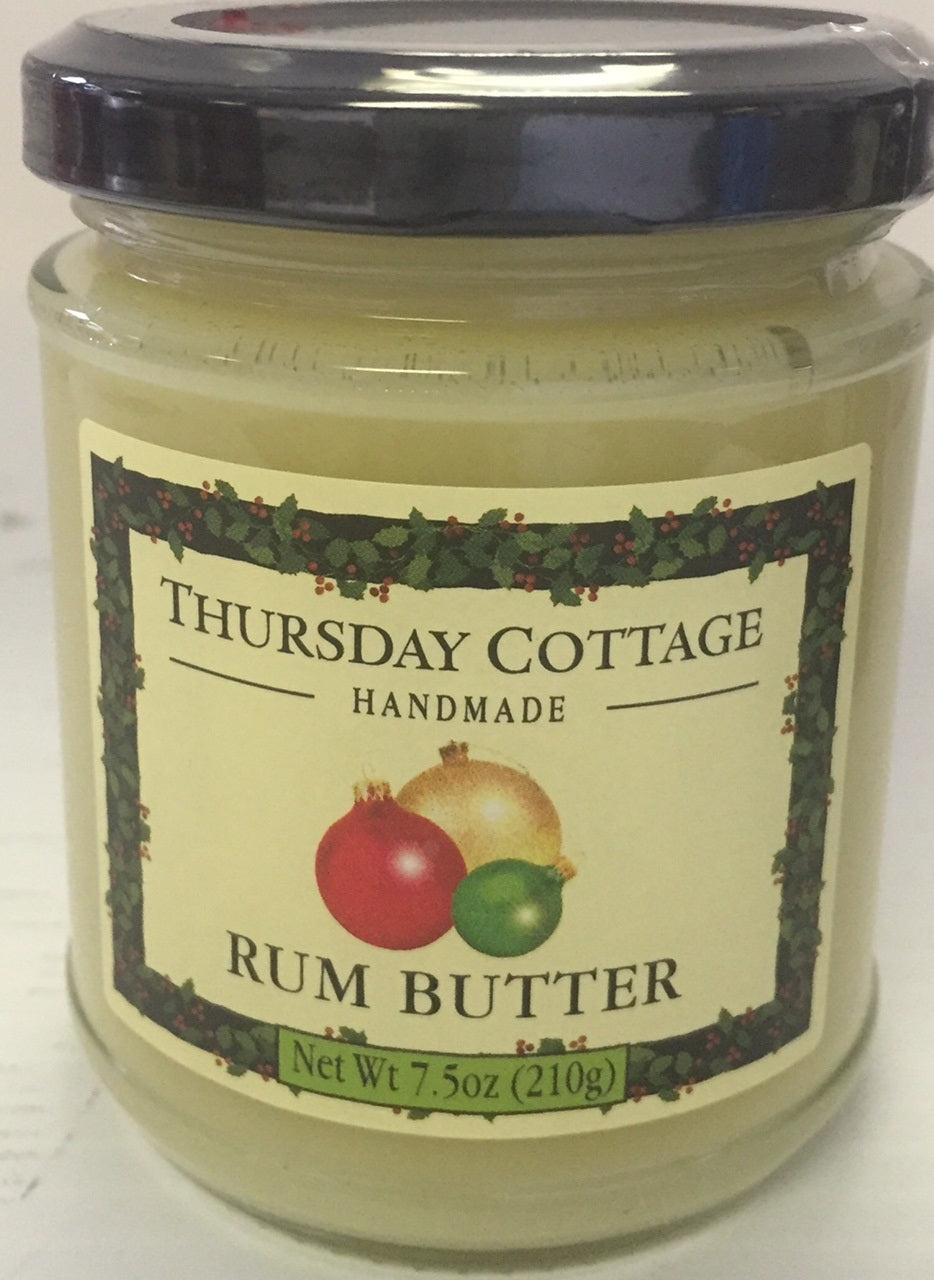 THURSDAY COTTAGE
HANDMADE
RUM BUTTER
Net Wt 7.5oz (210g)